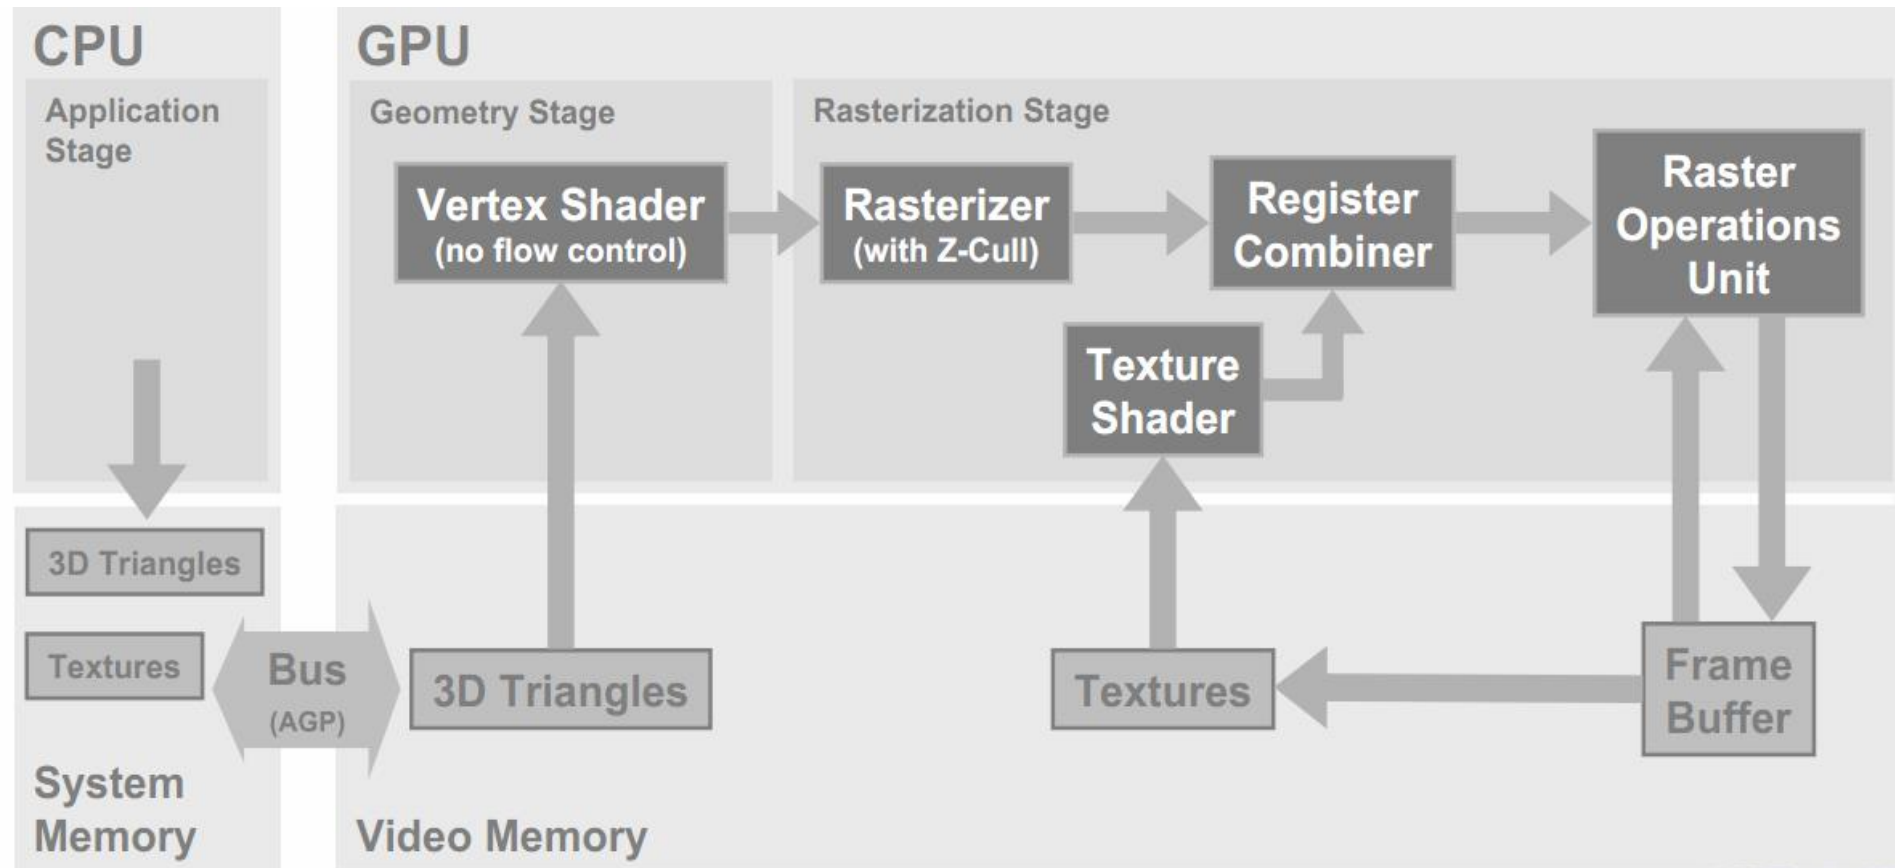 CPU
Application
Stage
3D Triangles
Textures
System
Memory
Bus
(AGP)
GPU
Geometry Stage
Vertex Shader
(no flow control)
Rasterization Stage
Rasterizer
(with Z-Cull)
Register
Combiner
Raster
Operations
Unit
Texture
Shader
3D Triangles
Textures
Frame
Buffer
Video Memory